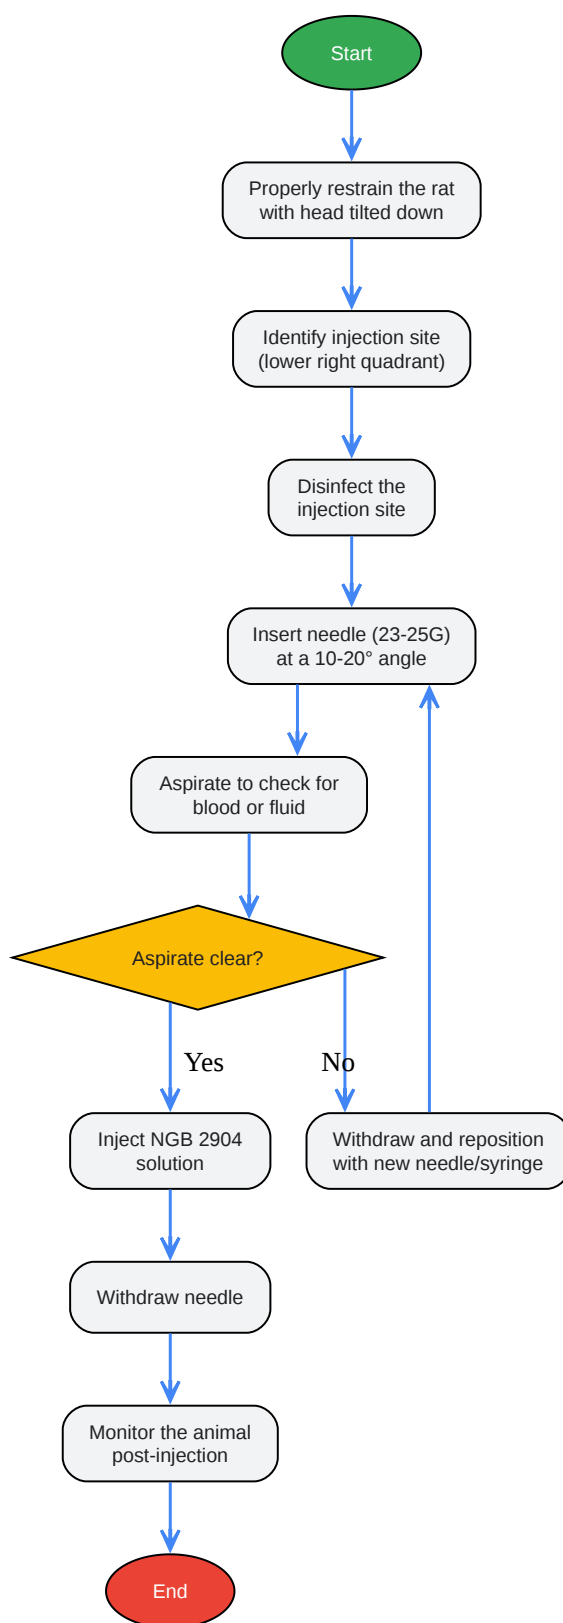 Start
Properly restrain the rat
with head tilted down
Identify injection site
(lower right quadrant)
Disinfect the
injection site
Insert needle (23-25G)
at a 10-20° angle
Aspirate to check for
blood or fluid
Aspirate clear?
Yes
No
Inject NGB 2904
solution
Withdraw and reposition
with new needle/syringe
Withdraw needle
Monitor the animal
post-injection
End